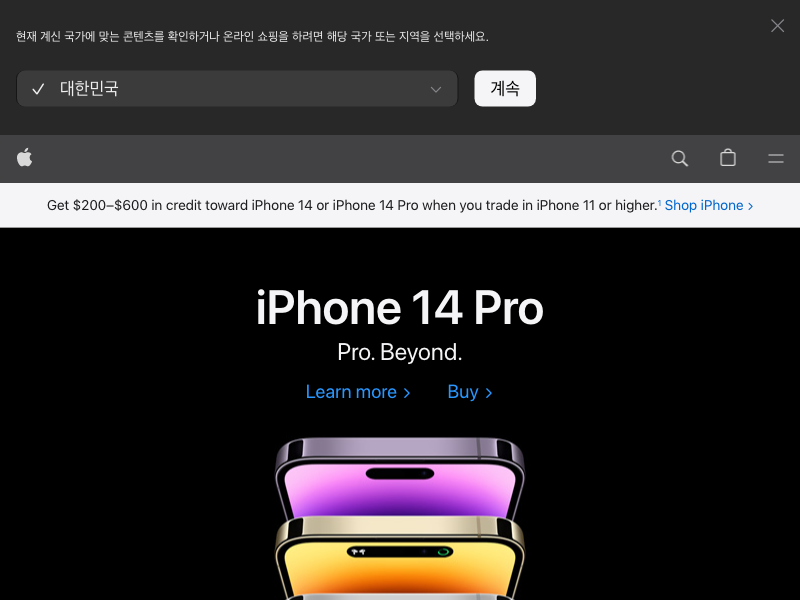 현재 계신 국가에 맞는 콘텐츠를 확인하거나 온라인 쇼핑을 하려면 해당 국가 또는 지역을 선택하세요.
대한민국
계속
Get $200–$600 in credit toward iPhone 14 or iPhone 14 Pro when you trade in iPhone 11 or higher.¹ Shop iPhone >
iPhone 14 Pro
Pro. Beyond.
Learn more > Buy >